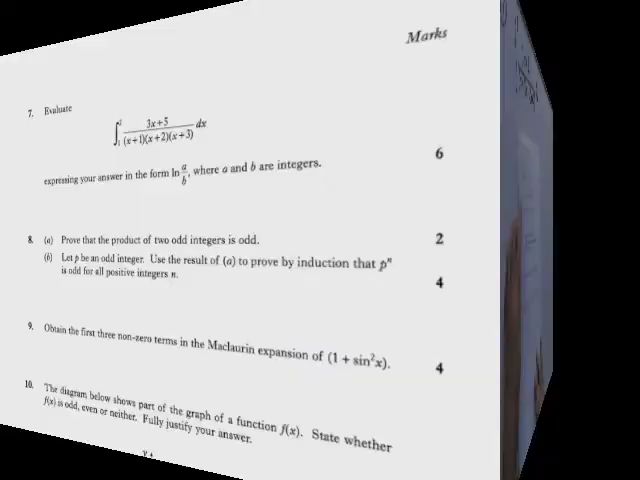 Marks
7. Evaluate
∫₁² 3x+5 / (x+1)(x+2)(x+3) dx
6
expressing your answer in the form ln a/b, where a and b are integers.
8. (a) Prove that the product of two odd integers is odd.
2
(b) Let p be an odd integer. Use the result of (a) to prove by induction that pⁿ
is odd for all positive integers n.
4
9. Obtain the first three non-zero terms in the Maclaurin expansion of (1 + sin²x).
4
10. The diagram below shows part of the graph of a function f(x). State whether
f(x) is odd, even or neither. Fully justify your answer.
y